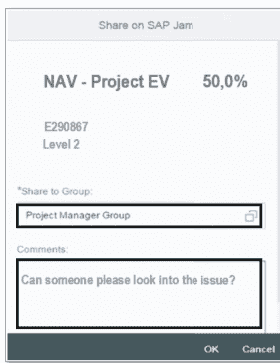 Share on SAP Jam
NAV - Project EV 50,0%
E290867
Level 2
*Share to Group:
Project Manager Group
Comments:
Can someone please look into the issue?
OK Cancel